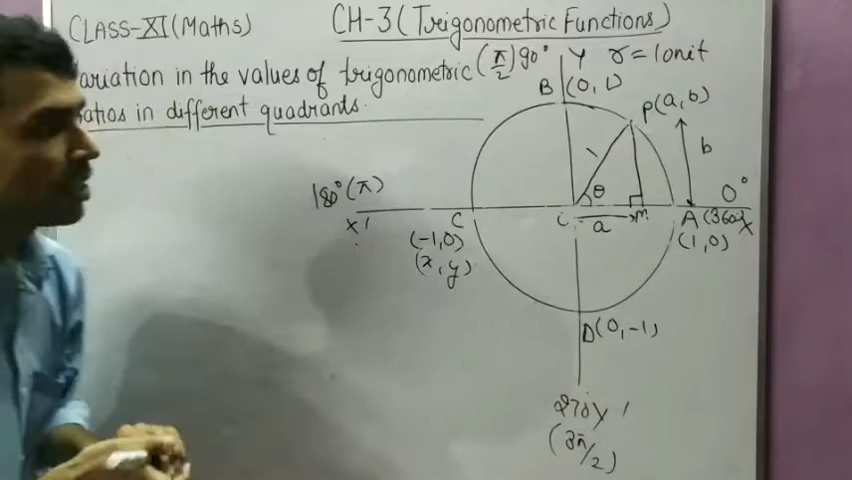 CLASS-XI (Maths)
CH-3 (Trigonometric Functions)
ariation in the values of trigonometric
atios in different quadrants.
(π/2) 90° Y r = 1 unit
B (0, 1)
P(a, b)
b
1
θ
180° (π)
0°
X'
C
C
a
M
A (360) X
(-1,0)
(1,0)
(x, y)
D(0,-1)
270 Y'
(3π/2)